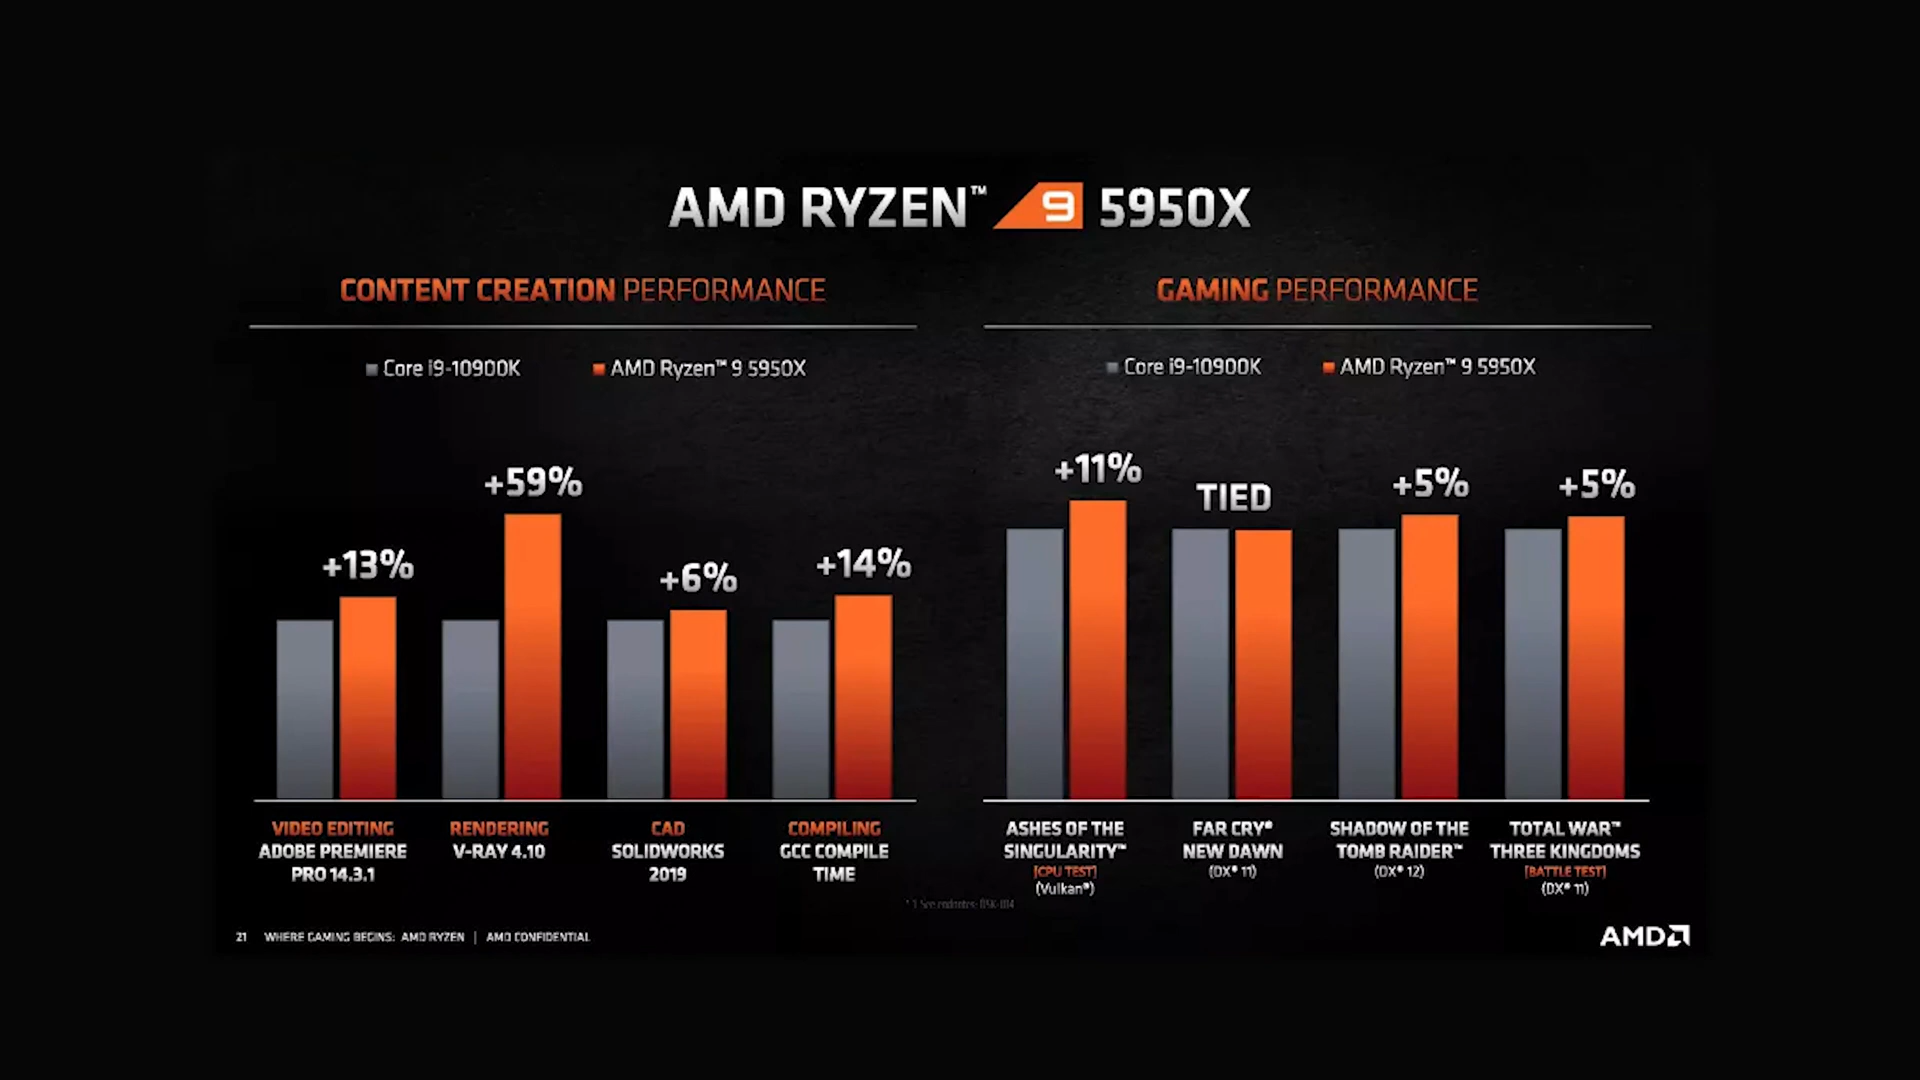 AMD RYZEN™ 9 5950X
CONTENT CREATION PERFORMANCE
Core i9-10900K
AMD Ryzen™ 9 5950X
+13%
+59%
+6%
+14%
VIDEO EDITING
ADOBE PREMIERE
PRO 14.3.1
RENDERING
V-RAY 4.10
CAD
SOLIDWORKS
2019
COMPILING
GCC COMPILE
TIME
GAMING PERFORMANCE
Core i9-10900K
AMD Ryzen™ 9 5950X
+11%
TIED
+5%
+5%
ASHES OF THE
SINGULARITY™
[CPU TEST]
(Vulkan®)
FAR CRY®
NEW DAWN
(DX® 11)
SHADOW OF THE
TOMB RAIDER™
(DX® 12)
TOTAL WAR™
THREE KINGDOMS
[BATTLE TEST]
(DX® 11)
21 WHERE GAMING BEGINS: AMD RYZEN | AMD CONFIDENTIAL
AMD